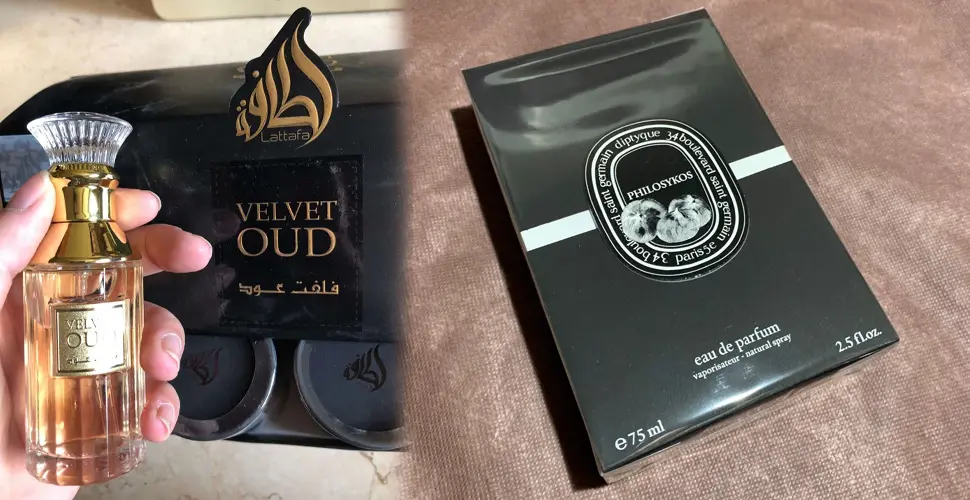 لطافة
Lattafa
VELVET
OUD
فلفت عود
VELVET
OUD
diptyque 34 boulevard saint germain paris 5e 34 boulevard saint germain
PHILOSYKOS
eau de parfum
vaporisateur - natural spray
2.5 fl.oz.
e 75 ml